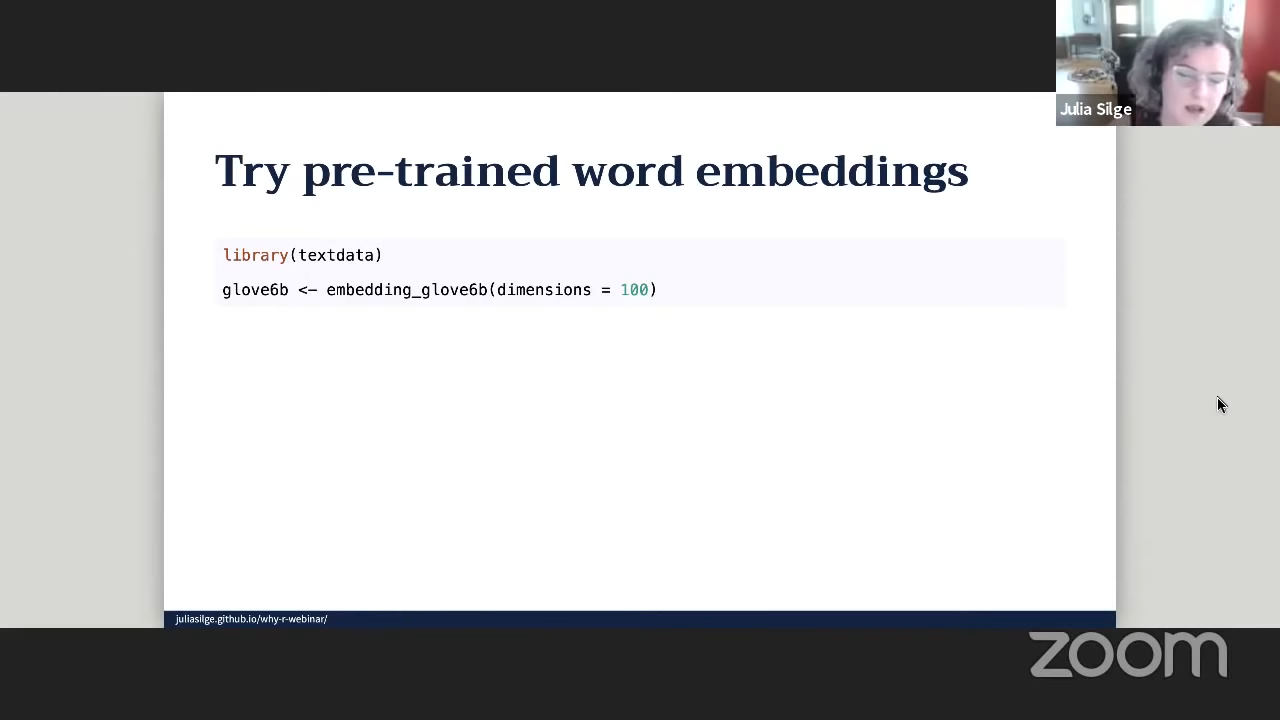 Julia Silge
Try pre-trained word embeddings
library(textdata)
glove6b <- embedding_glove6b(dimensions = 100)
juliasilge.github.io/why-r-webinar/
zoom